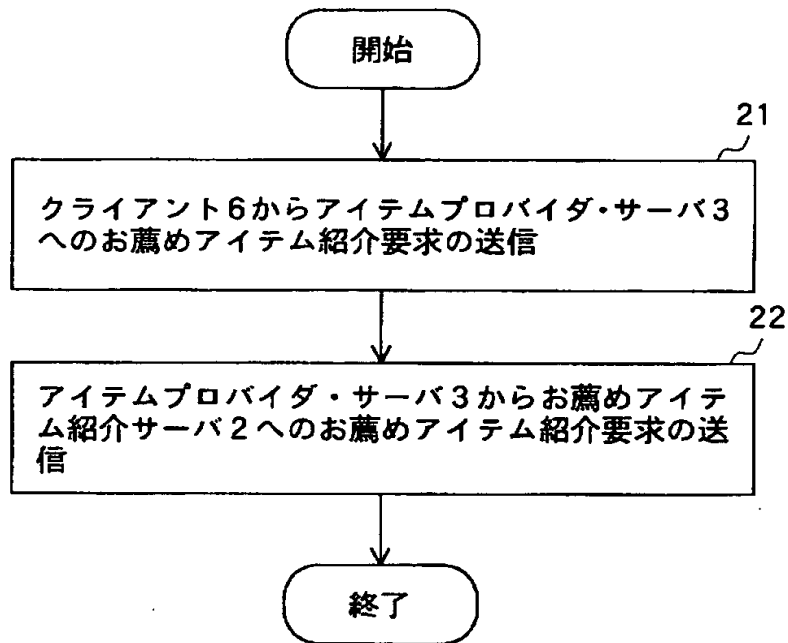 開始
21
クライアント6からアイテムプロバイダ・サーバ3
へのお薦めアイテム紹介要求の送信
22
アイテムプロバイダ・サーバ3からお薦めアイテ
ム紹介サーバ2へのお薦めアイテム紹介要求の送
信
終了